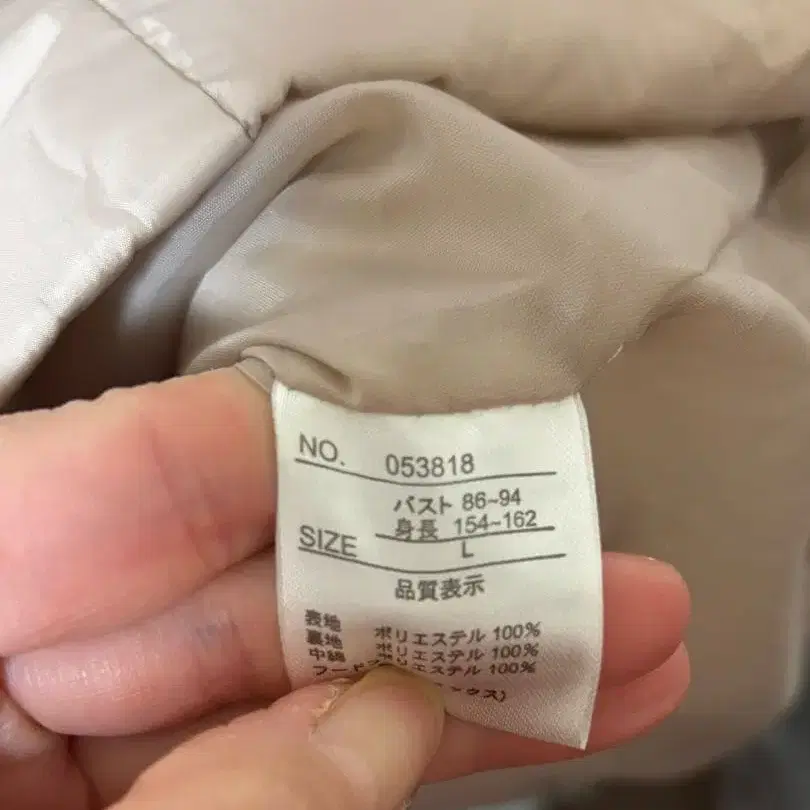 NO. 053818
バスト 86~94
身長 154~162
SIZE L
品質表示
表地 ポリエステル 100%
裏地 ポリエステル 100%
中綿 ポリエステル 100%